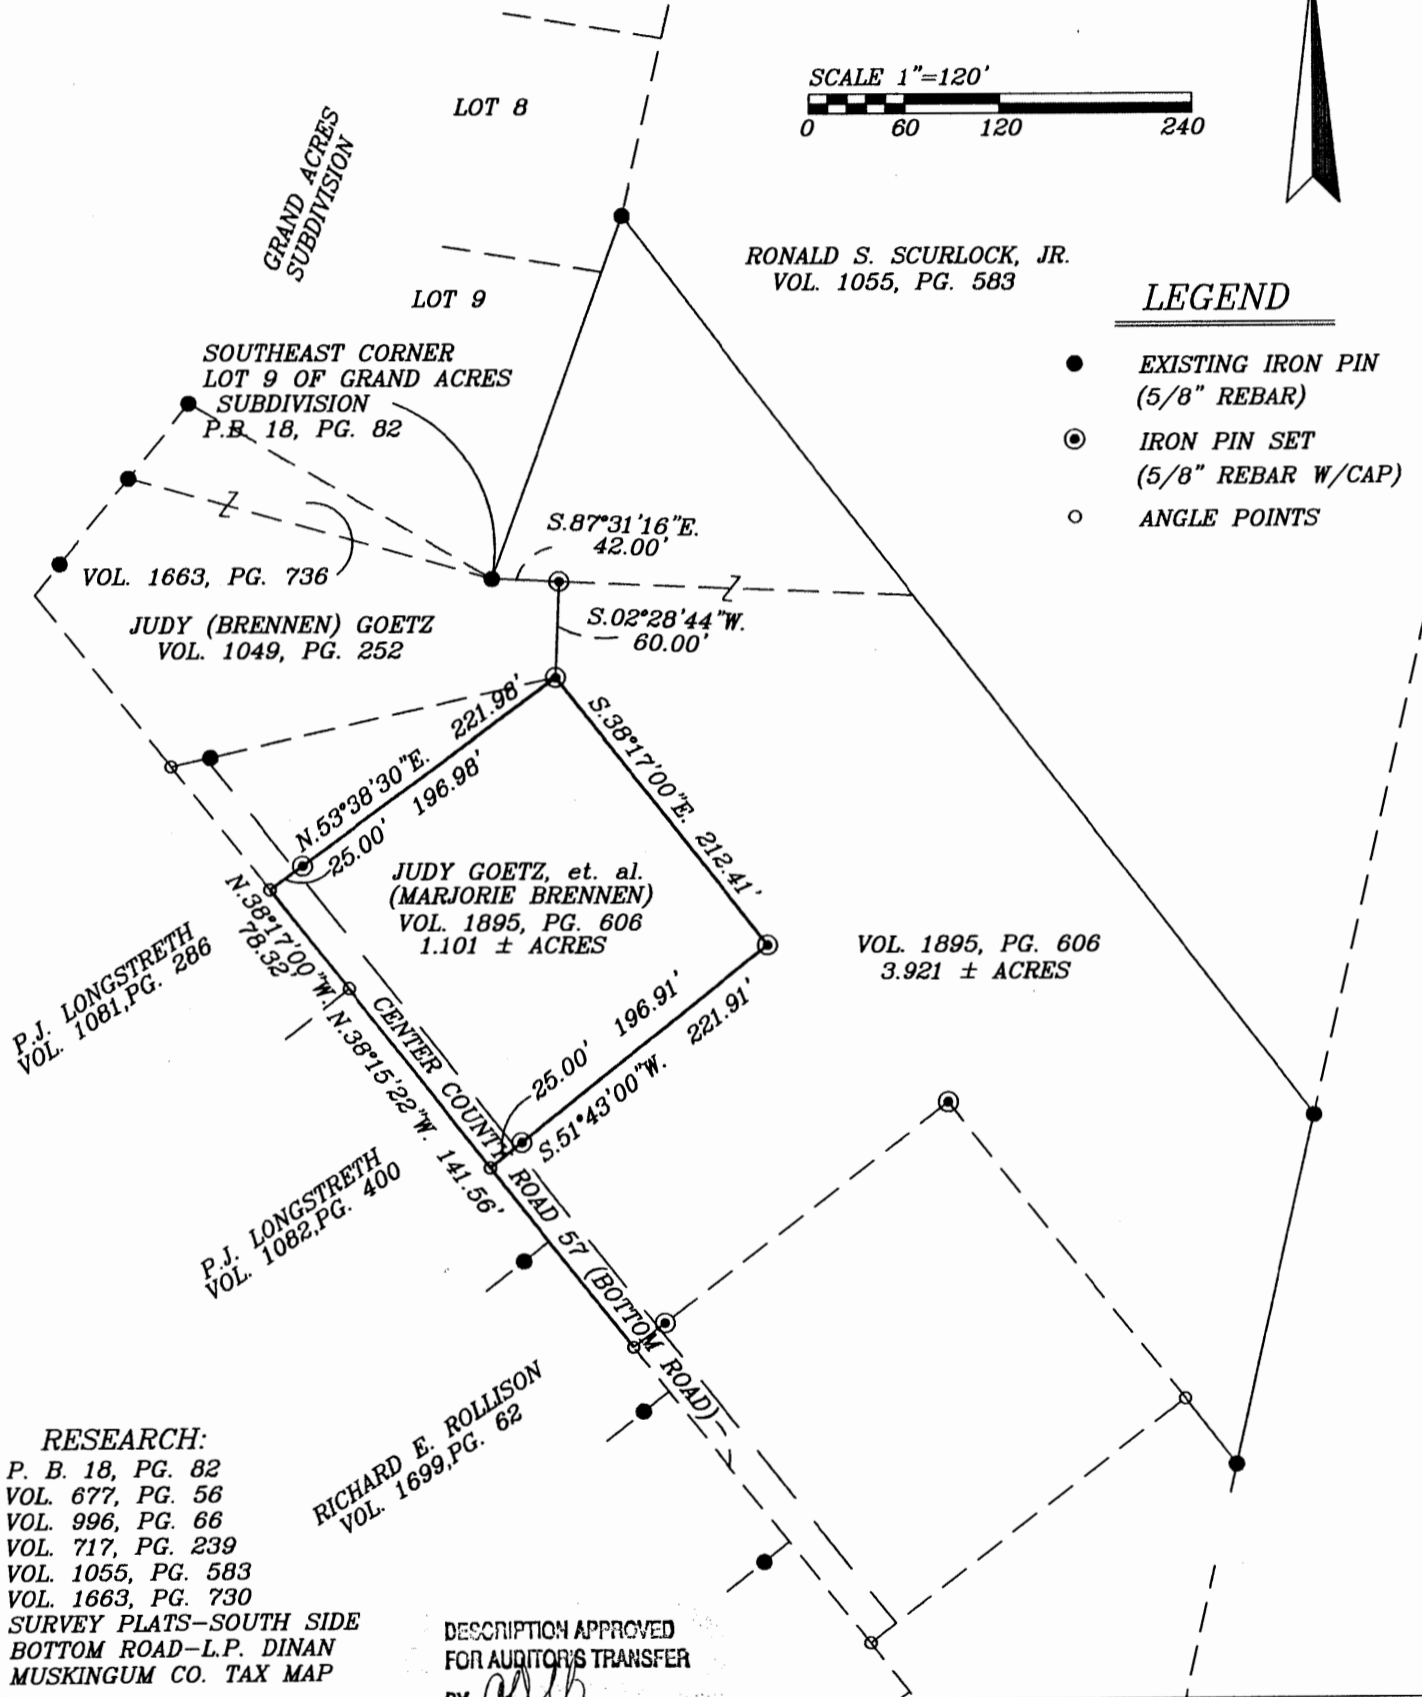 SCALE 1"=120'
0 60 120 240
LOT 8
GRAND ACRES
SUBDIVISION
RONALD S. SCURLOCK, JR.
VOL. 1055, PG. 583
LOT 9
LEGEND
EXISTING IRON PIN
(5/8" REBAR)
IRON PIN SET
(5/8" REBAR W/CAP)
ANGLE POINTS
SOUTHEAST CORNER
LOT 9 OF GRAND ACRES
SUBDIVISION
P.B. 18, PG. 82
S.87°31'16"E.
42.00'
VOL. 1663, PG. 736
S.02°28'44"W.
60.00'
JUDY (BRENNEN) GOETZ
VOL. 1049, PG. 252
N.53°38'30"E. 221.98'
25.00' 196.98'
S.38°17'00"E. 212.41'
JUDY GOETZ, et. al.
(MARJORIE BRENNEN)
VOL. 1895, PG. 606
1.101 ± ACRES
N.38°17'00"W.
78.32'
VOL. 1895, PG. 606
3.921 ± ACRES
P.J. LONGSTRETH
VOL. 1081,PG. 286
25.00' 196.91'
S.51°43'00"W. 221.91'
N.38°15'22"W. 141.56'
CENTER COUNTY ROAD 57 (BOTTOM ROAD)
P.J. LONGSTRETH
VOL. 1082,PG. 400
RICHARD E. ROLLISON
VOL. 1699,PG. 62
RESEARCH:
P. B. 18, PG. 82
VOL. 677, PG. 56
VOL. 996, PG. 66
VOL. 717, PG. 239
VOL. 1055, PG. 583
VOL. 1663, PG. 730
SURVEY PLATS-SOUTH SIDE
BOTTOM ROAD-L.P. DINAN
MUSKINGUM CO. TAX MAP
DESCRIPTION APPROVED
FOR AUDITOR'S TRANSFER
BY